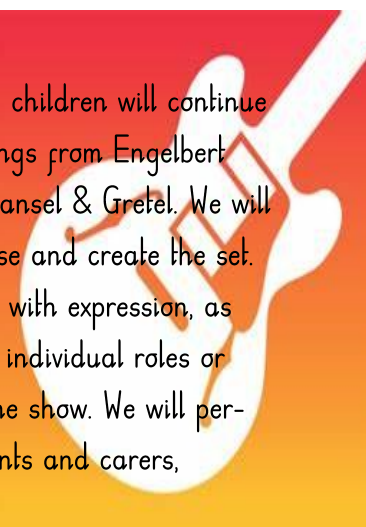 children will continue
ngs from Engelbert
ansel & Gretel. We will
se and create the set.
with expression, as
individual roles or
he show. We will per-
nts and carers,